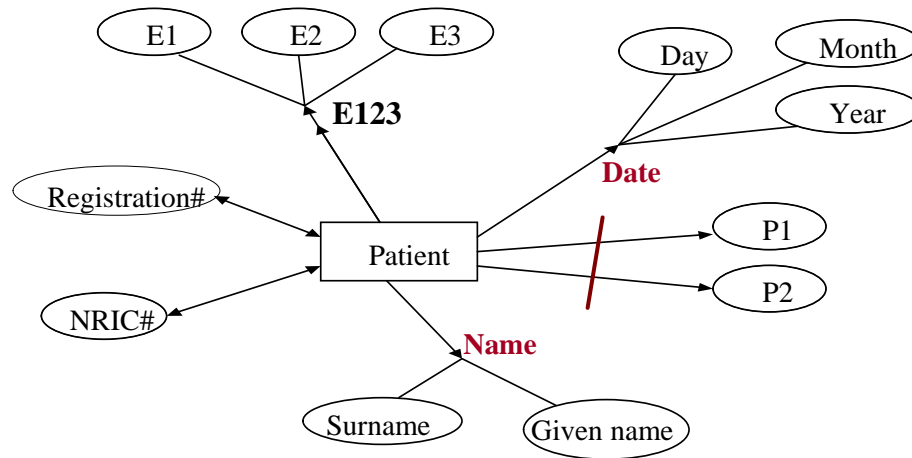 E1
E2
E3
Day
Month
Year
E123
Date
Registration#
Patient
P1
P2
NRIC#
Name
Surname
Given name